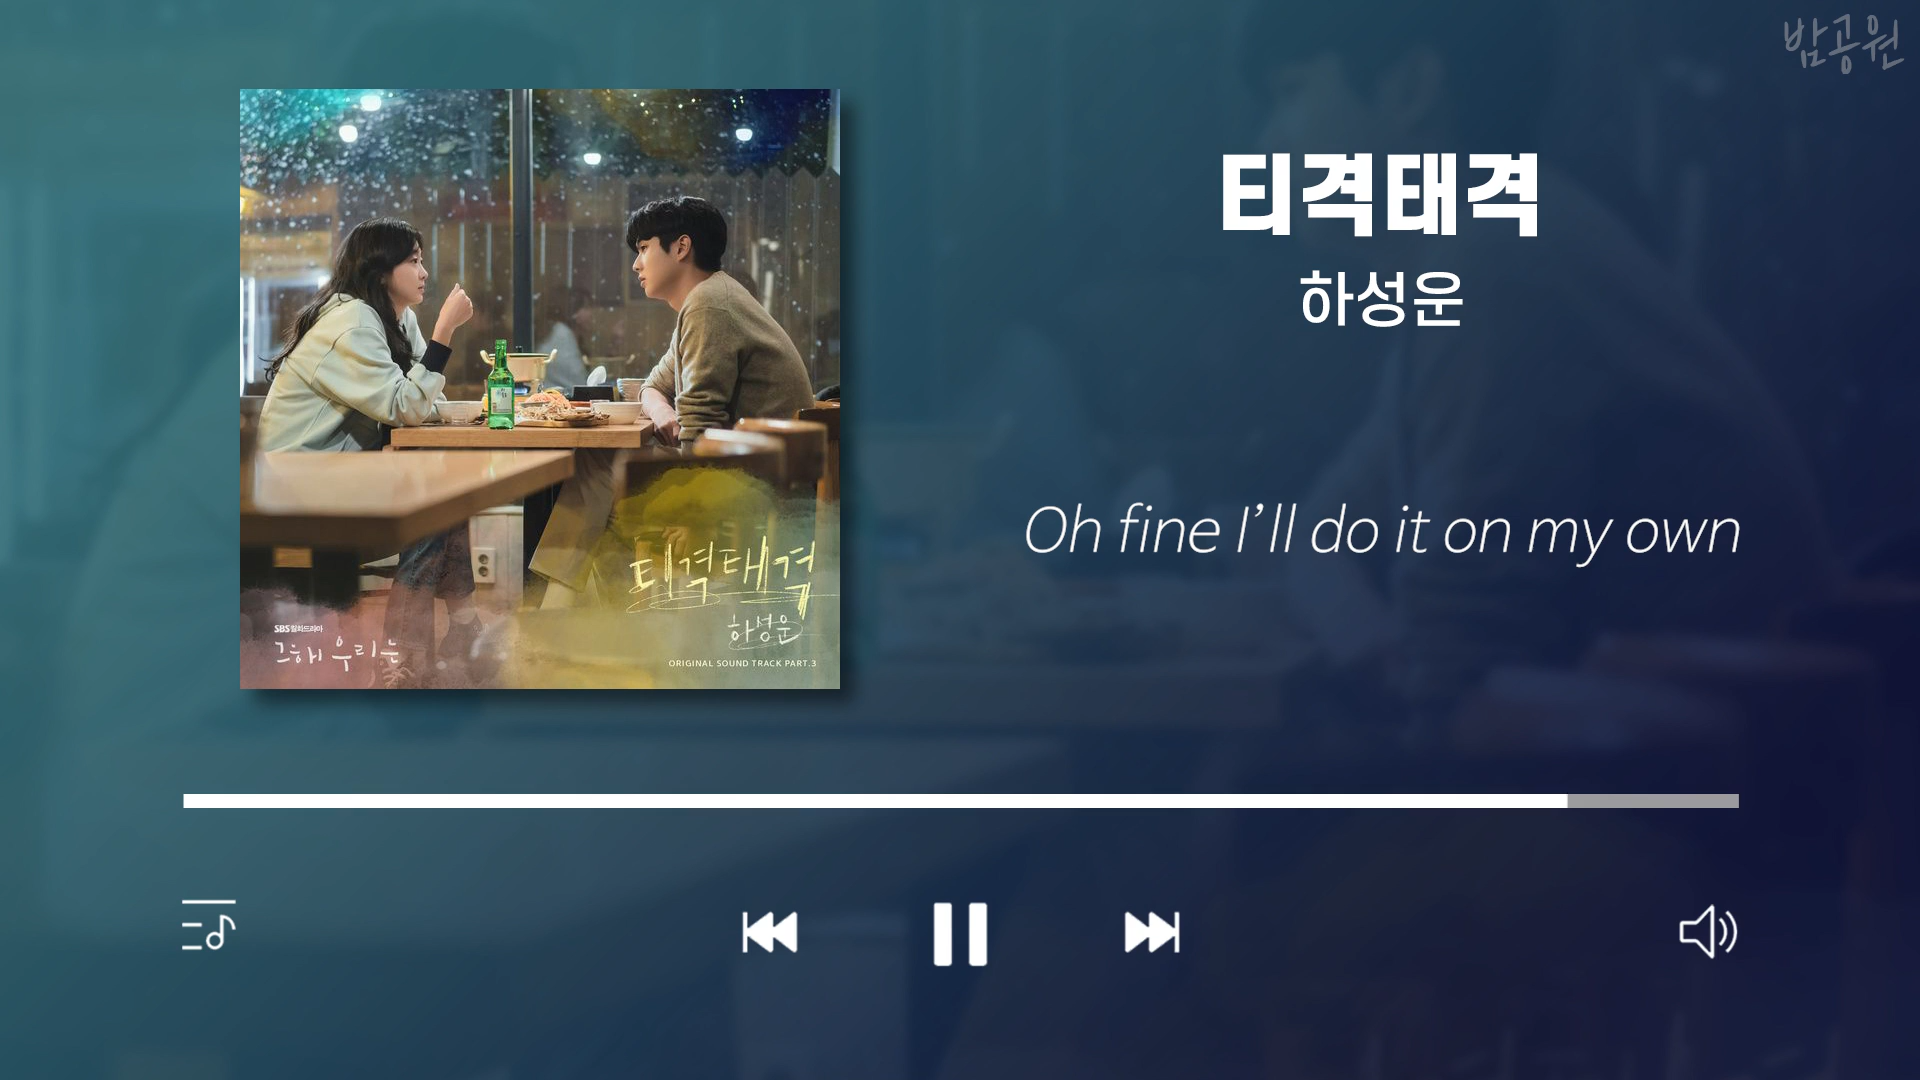 밤공원
티격태격
하성운
Oh fine I’ll do it on my own
티격태격
하성운
ORIGINAL SOUND TRACK PART.3
SBS 월화드라마
그 해 우리는